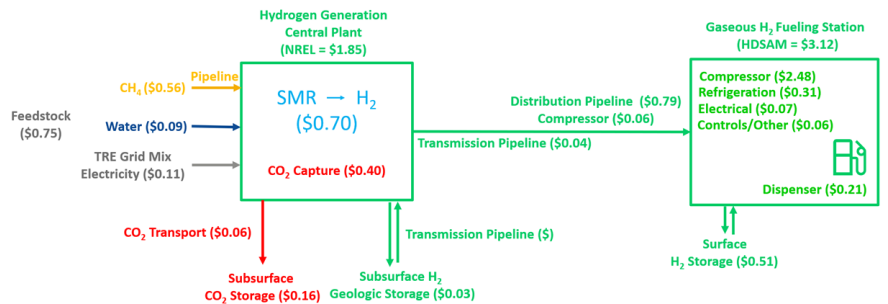 Hydrogen Generation
Central Plant
(NREL = $1.85)
Gaseous H₂ Fueling Station
(HDSAM = $3.12)
Pipeline
CH₄ ($0.56)
Feedstock
($0.75)
Water ($0.09)
TRE Grid Mix
Electricity ($0.11)
SMR → H₂
($0.70)
CO₂ Capture ($0.40)
Distribution Pipeline ($0.79)
Compressor ($0.06)
Transmission Pipeline ($0.04)
Compressor ($2.48)
Refrigeration ($0.31)
Electrical ($0.07)
Controls/Other ($0.06)
Dispenser ($0.21)
CO₂ Transport ($0.06)
Transmission Pipeline ($)
Subsurface
CO₂ Storage ($0.16)
Subsurface H₂
Geologic Storage ($0.03)
Surface
H₂ Storage ($0.51)